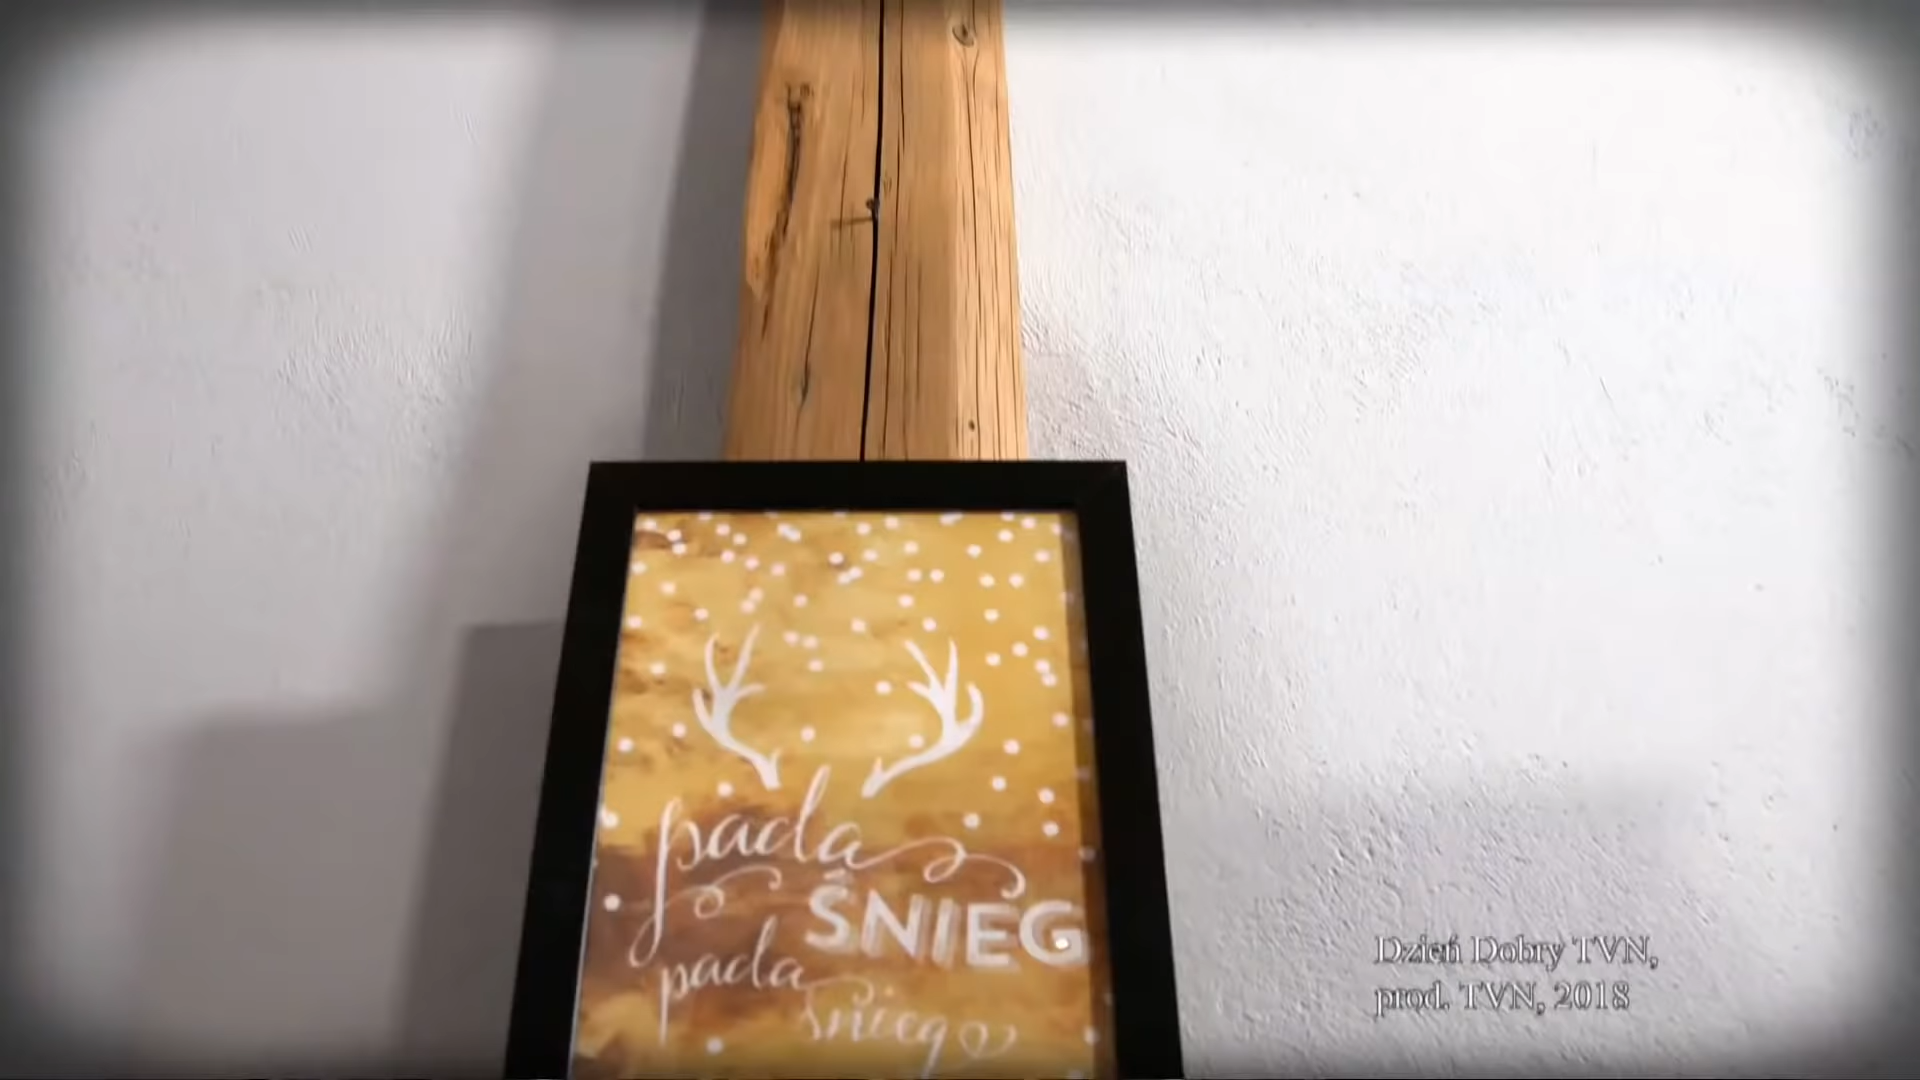 pada
ŚNIEG
pada
śnieg
Dzień Dobry TVN,
prod. TVN, 2018